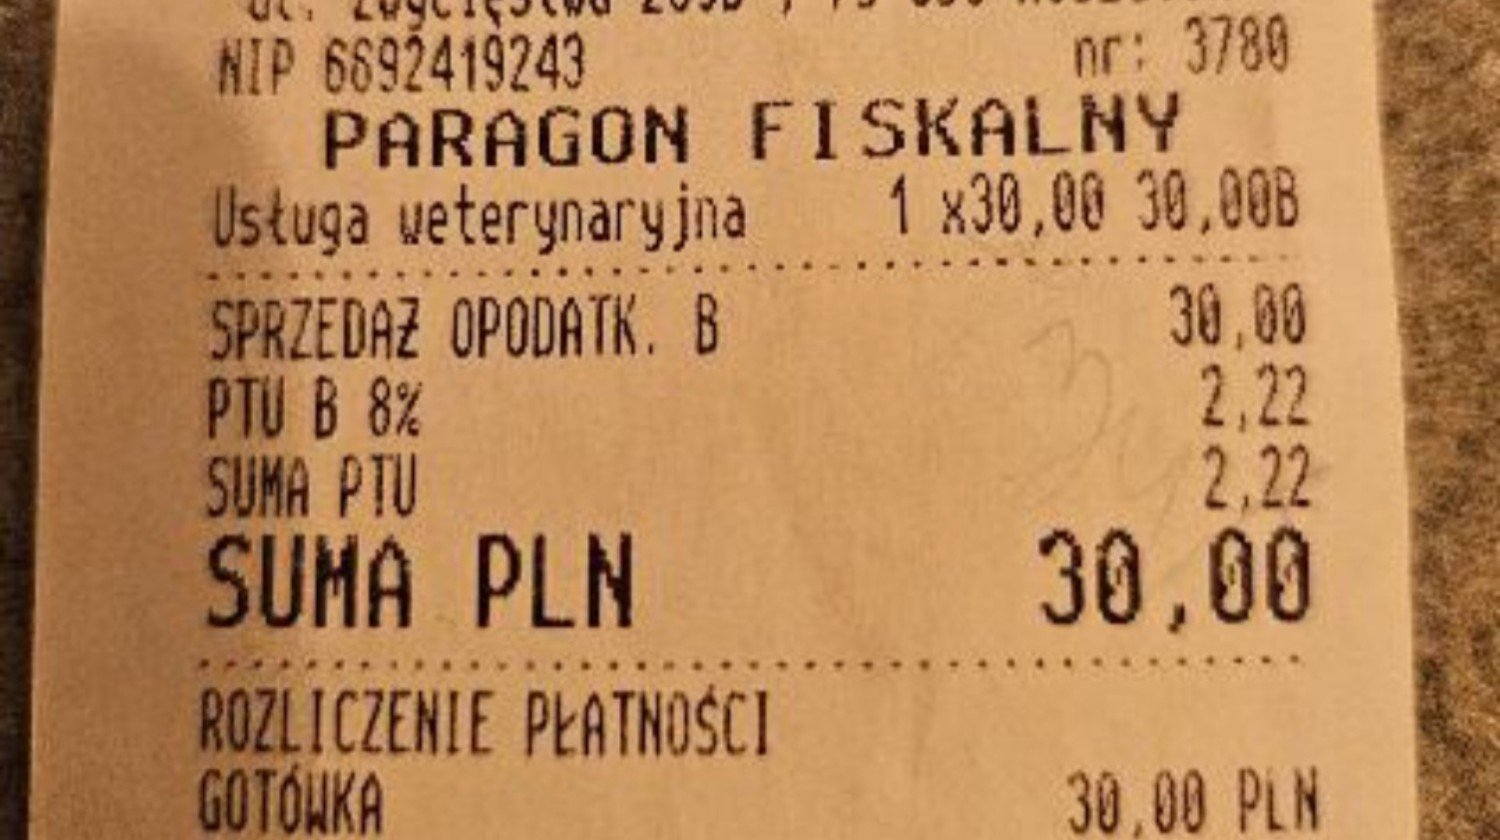 NIP 6692419243 nr: 3780
PARAGON FISKALNY
Usługa weterynaryjna 1 x30,00 30,00B
SPRZEDAŻ OPODATK. B 30,00
PTU B 8% 2,22
SUMA PTU 2,22
SUMA PLN 30,00
ROZLICZENIE PŁATNOŚCI
GOTÓWKA 30,00 PLN